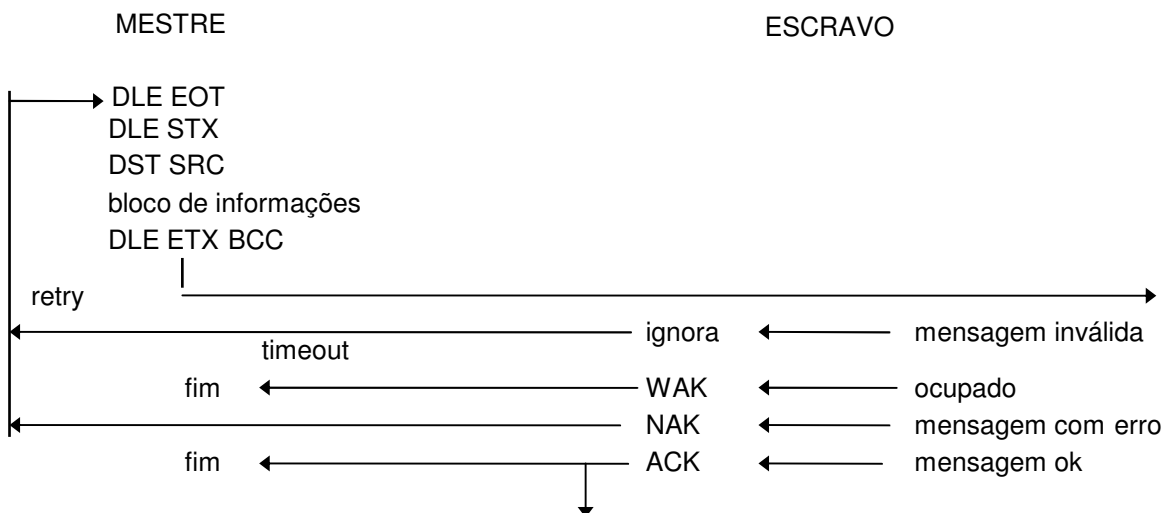 MESTRE ESCRAVO
DLE EOT
DLE STX
DST SRC
bloco de informações
DLE ETX BCC
retry
ignora mensagem inválida
timeout
fim WAK ocupado
NAK mensagem com erro
fim ACK mensagem ok